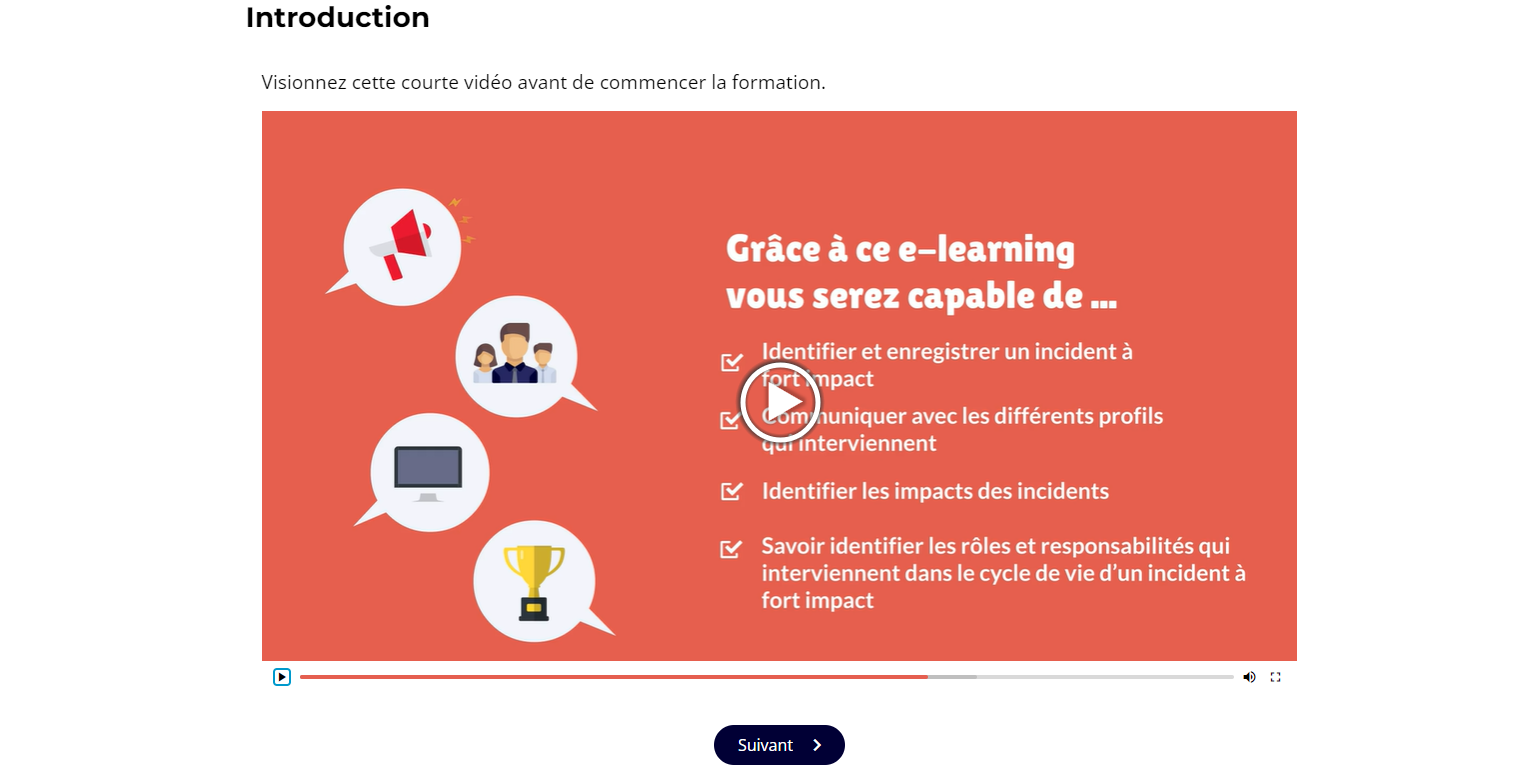 Introduction
Visionnez cette courte vidéo avant de commencer la formation.
Grâce à ce e-learning
vous serez capable de ...
Identifier et enregistrer un incident à
fort impact
Communiquer avec les différents profils
qui interviennent
Identifier les impacts des incidents
Savoir identifier les rôles et responsabilités qui
interviennent dans le cycle de vie d'un incident à
fort impact
Suivant